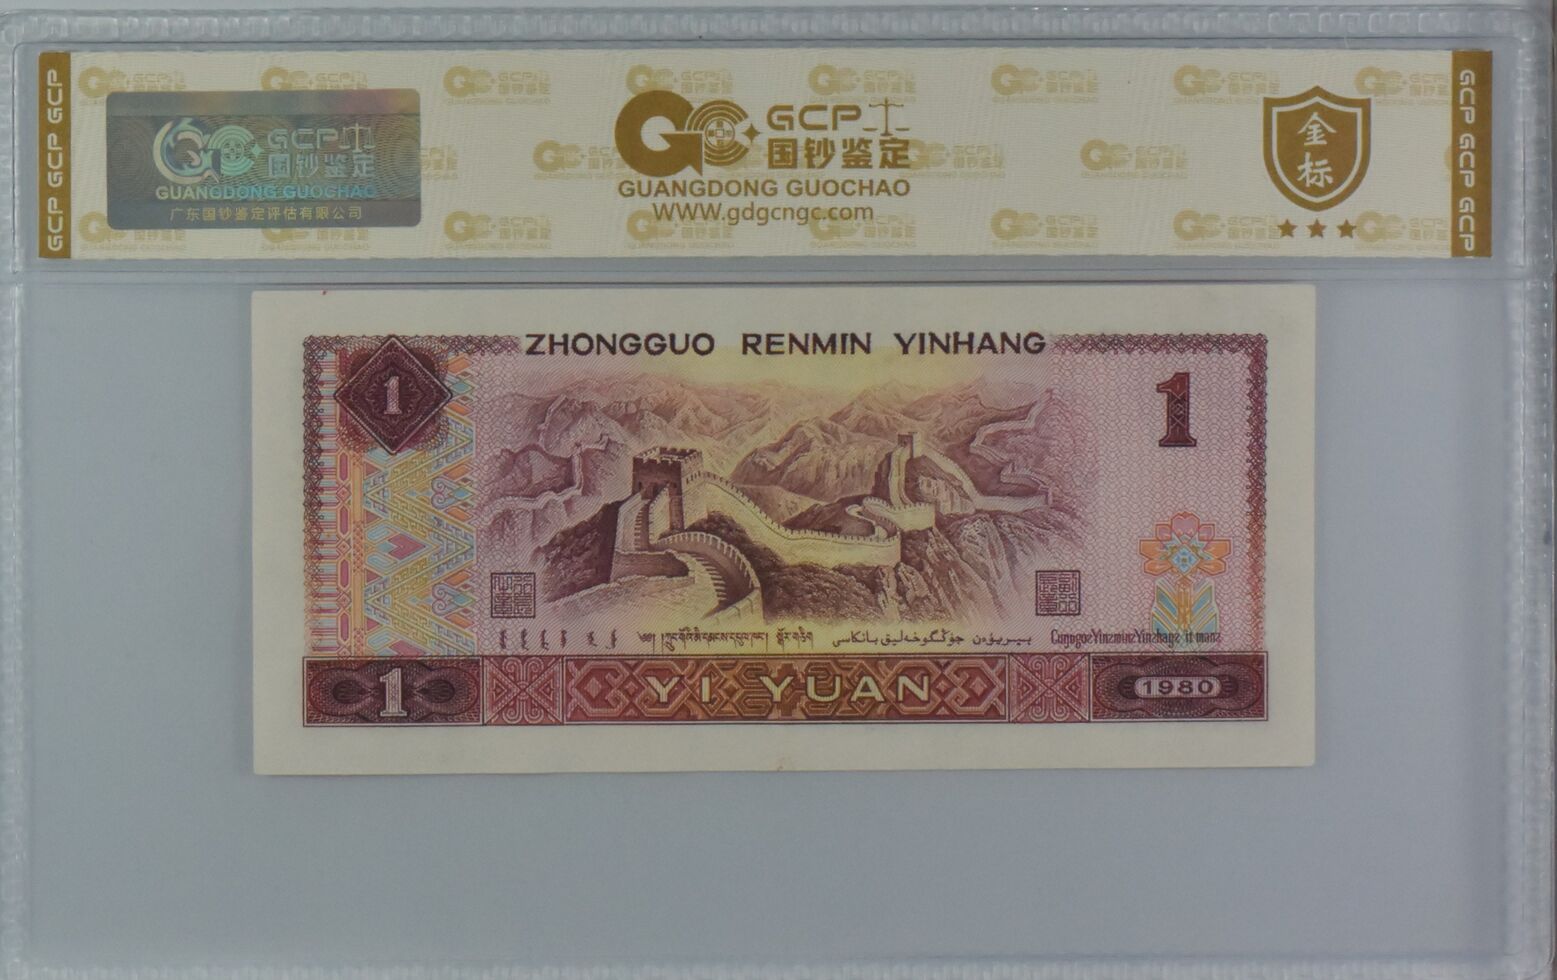 GCP GCP GCP
GCP
国钞鉴定
GUANGDONG GUOCHAO
广东国钞鉴定评估有限公司
GCP
国钞鉴定
GUANGDONG GUOCHAO
WWW.gdgcngc.com
金标
GCP GCP GCP
ZHONGGUO RENMIN YINHANG
1
1
1
YI YUAN
1980